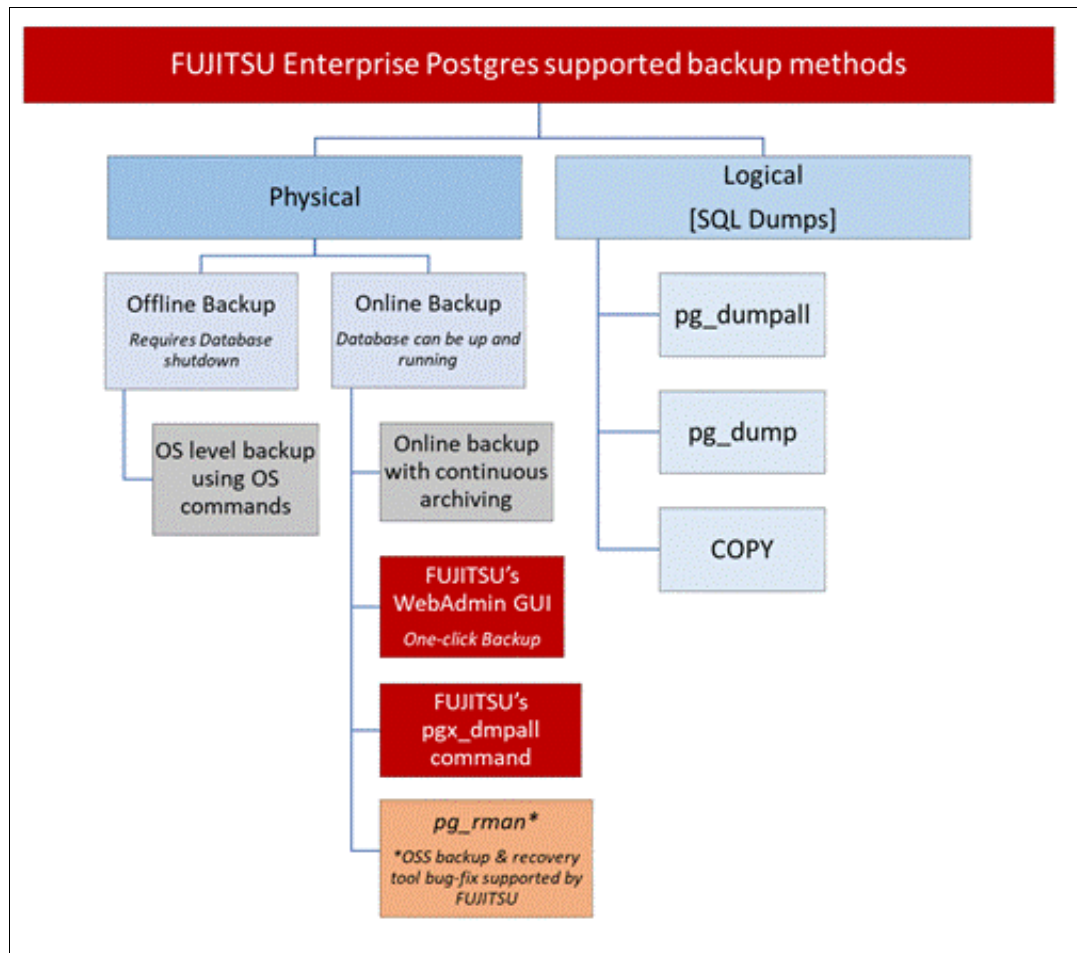 FUJITSU Enterprise Postgres supported backup methods
Physical
Logical
[SQL Dumps]
Offline Backup
Requires Database
shutdown
Online Backup
Database can be up and
running
OS level backup
using OS
commands
Online backup
with continuous
archiving
FUJITSU’s
WebAdmin GUI
One-click Backup
FUJITSU’s
pgx_dmpall
command
pg_rman*
*OSS backup & recovery
tool bug-fix supported by
FUJITSU
pg_dumpall
pg_dump
COPY